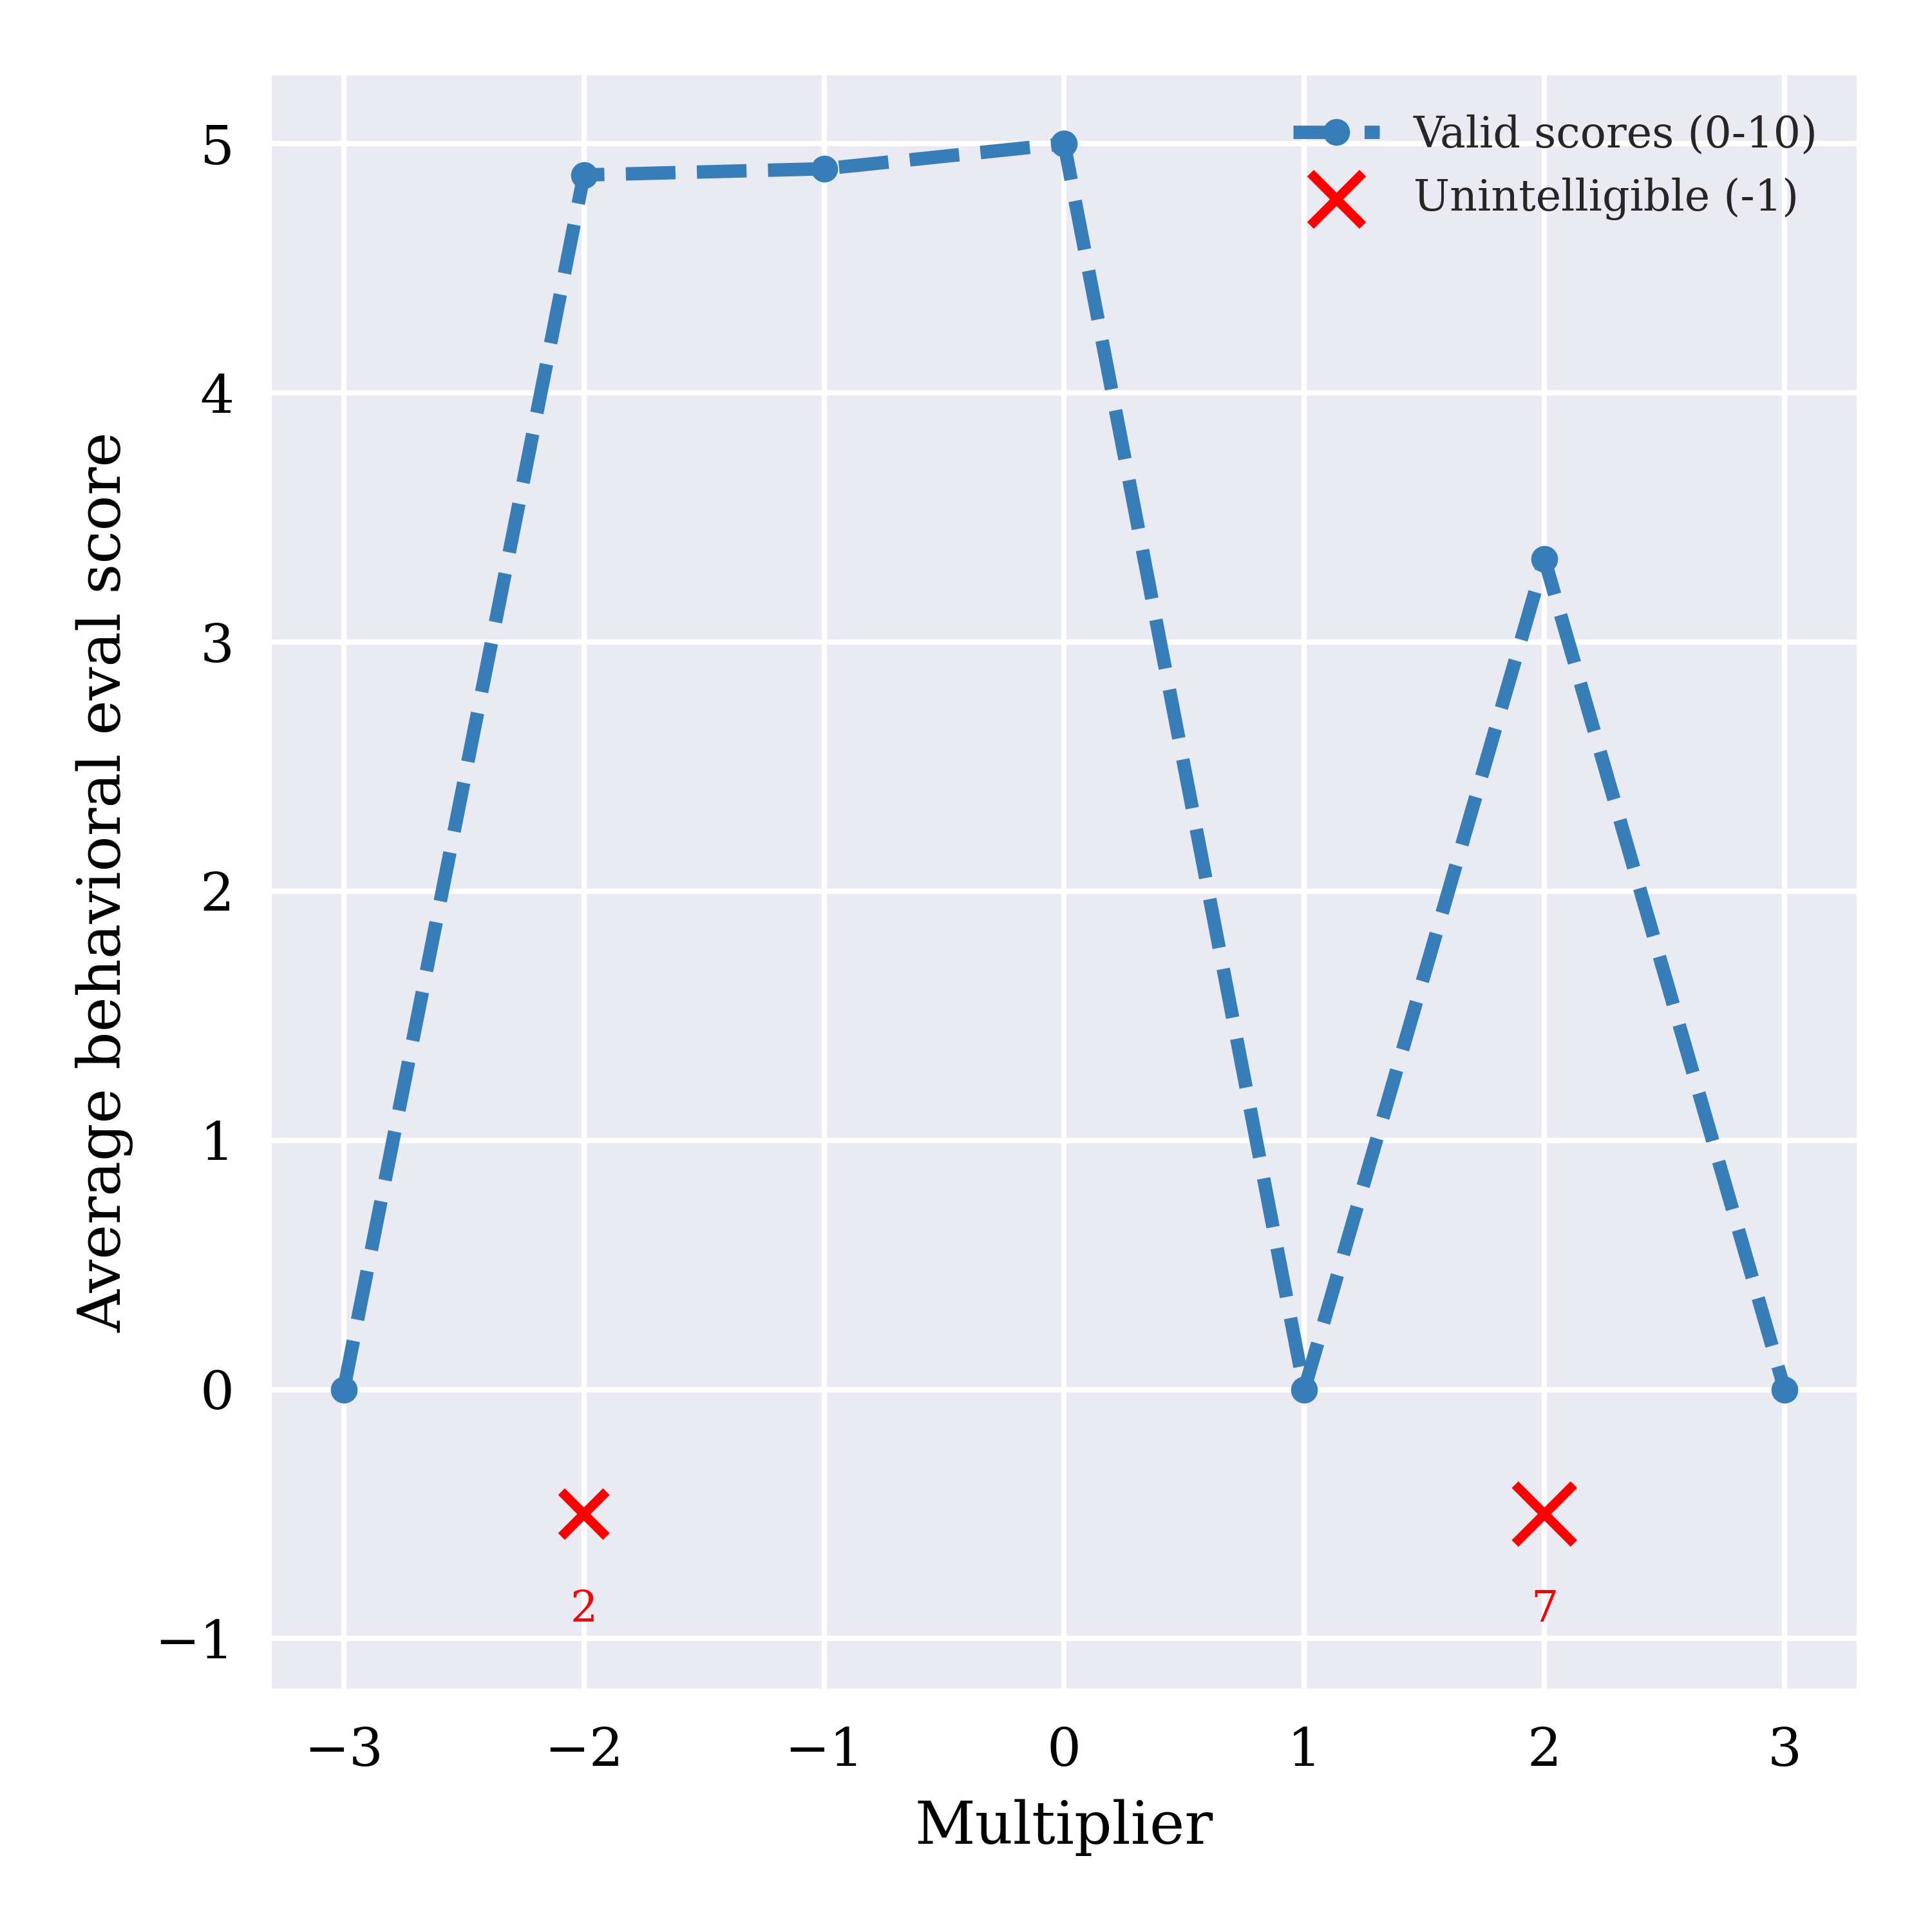 Valid scores (0-10)
Unintelligible (-1)
5
4
3
2
1
0
−1
Average behavioral eval score
2
7
−3 −2 −1 0 1 2 3
Multiplier